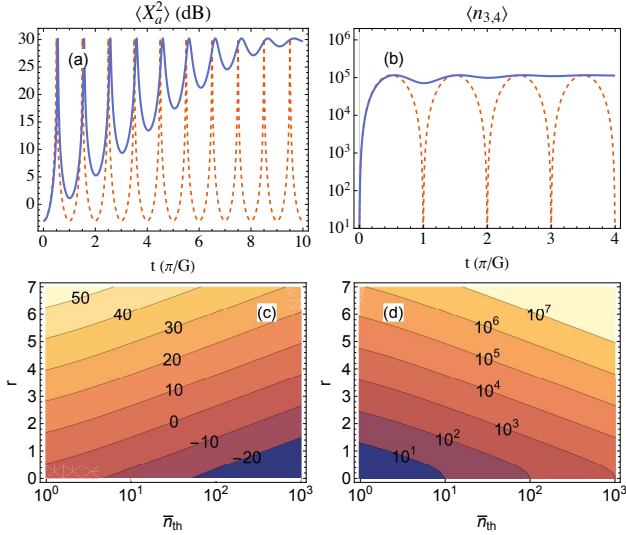 ⟨X_a^2⟩ (dB)
⟨n_{3,4}⟩
30
25
20
15
10
5
0
(a)
0 2 4 6 8 10
t (π/G)
10^6
10^5
10^4
10^3
10^2
10^1
(b)
0 1 2 3 4
t (π/G)
7
6
5
4
3
2
1
0
r
50
40
30
20
10
0
−10
−20
(c)
10^0 10^1 10^2 10^3
n̄_th
7
6
5
4
3
2
1
0
r
(d)
10^7
10^6
10^5
10^4
10^3
10^2
10^1
10^0 10^1 10^2 10^3
n̄_th